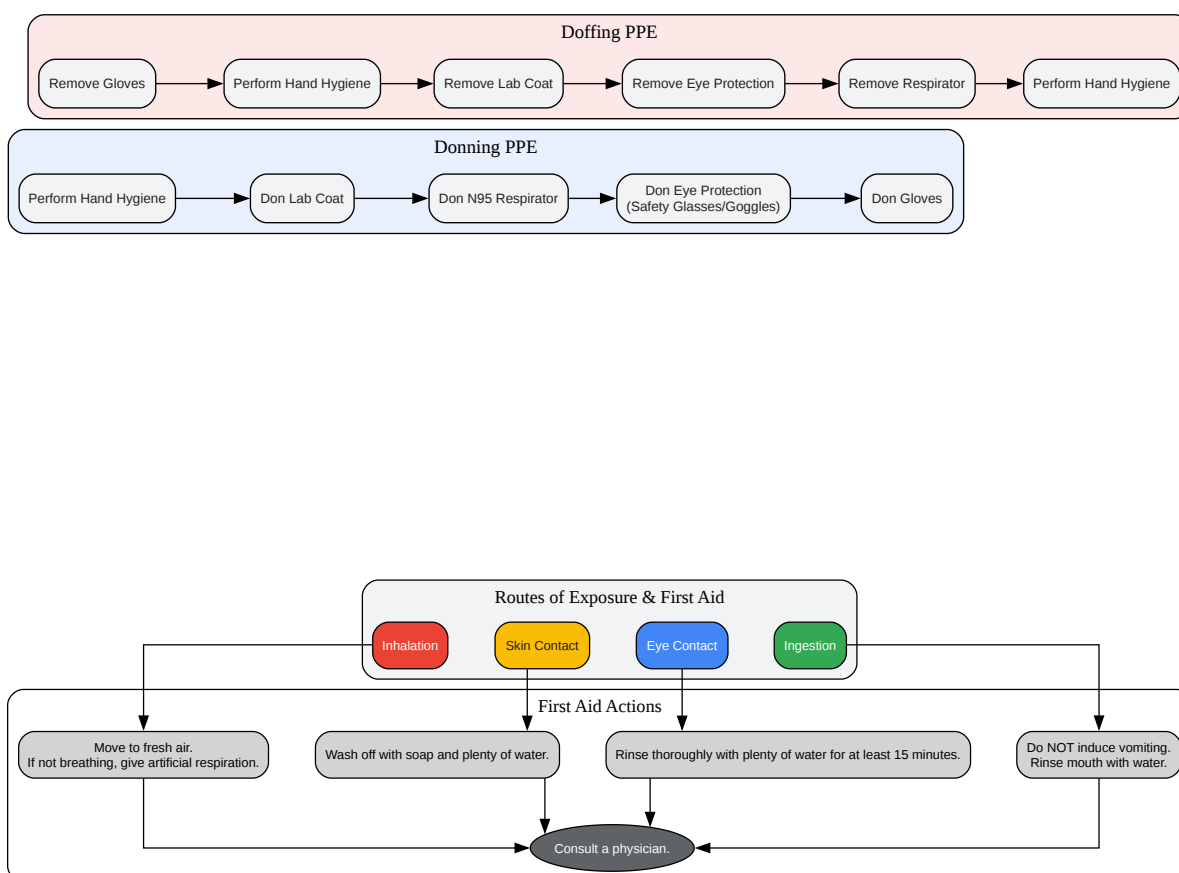 Doffing PPE
Remove Gloves
Perform Hand Hygiene
Remove Lab Coat
Remove Eye Protection
Remove Respirator
Perform Hand Hygiene
Donning PPE
Perform Hand Hygiene
Don Lab Coat
Don N95 Respirator
Don Eye Protection
(Safety Glasses/Goggles)
Don Gloves
Routes of Exposure & First Aid
Inhalation
Skin Contact
Eye Contact
Ingestion
First Aid Actions
Move to fresh air.
If not breathing, give artificial respiration.
Wash off with soap and plenty of water.
Rinse thoroughly with plenty of water for at least 15 minutes.
Do NOT induce vomiting.
Rinse mouth with water.
Consult a physician.